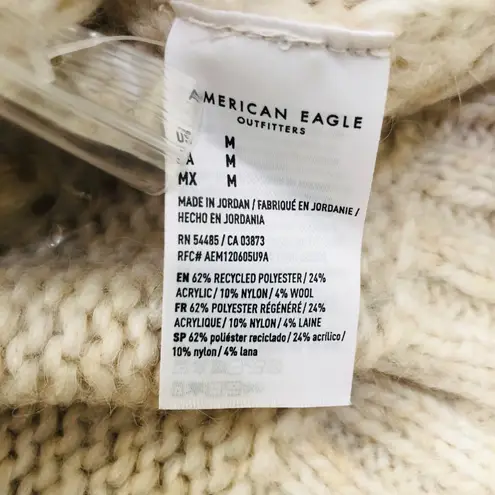 AMERICAN EAGLE
OUTFITTERS
US M
CA M
MX M
MADE IN JORDAN / FABRIQUÉ EN JORDANIE /
HECHO EN JORDANIA
RN 54485 / CA 03873
RFC# AEM120605U9A
EN 62% RECYCLED POLYESTER / 24%
ACRYLIC / 10% NYLON / 4% WOOL
FR 62% POLYESTER RÉGÉNÉRÉ / 24%
ACRYLIQUE / 10% NYLON / 4% LAINE
SP 62% poliéster reciclado / 24% acrílico /
10% nylon / 4% lana